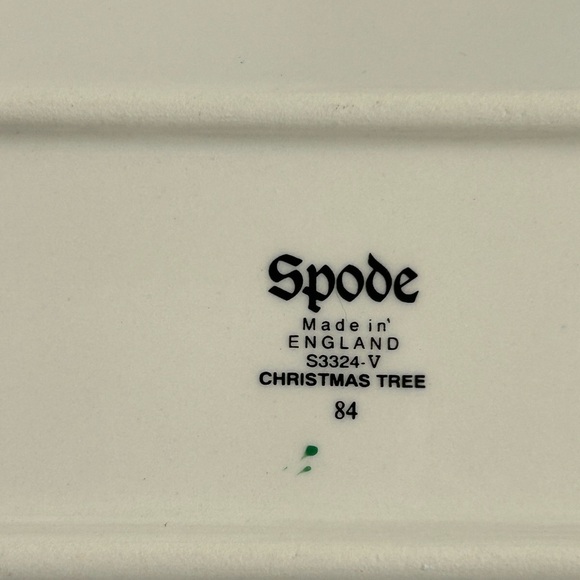 Spode
Made in
ENGLAND
S3324-V
CHRISTMAS TREE
84